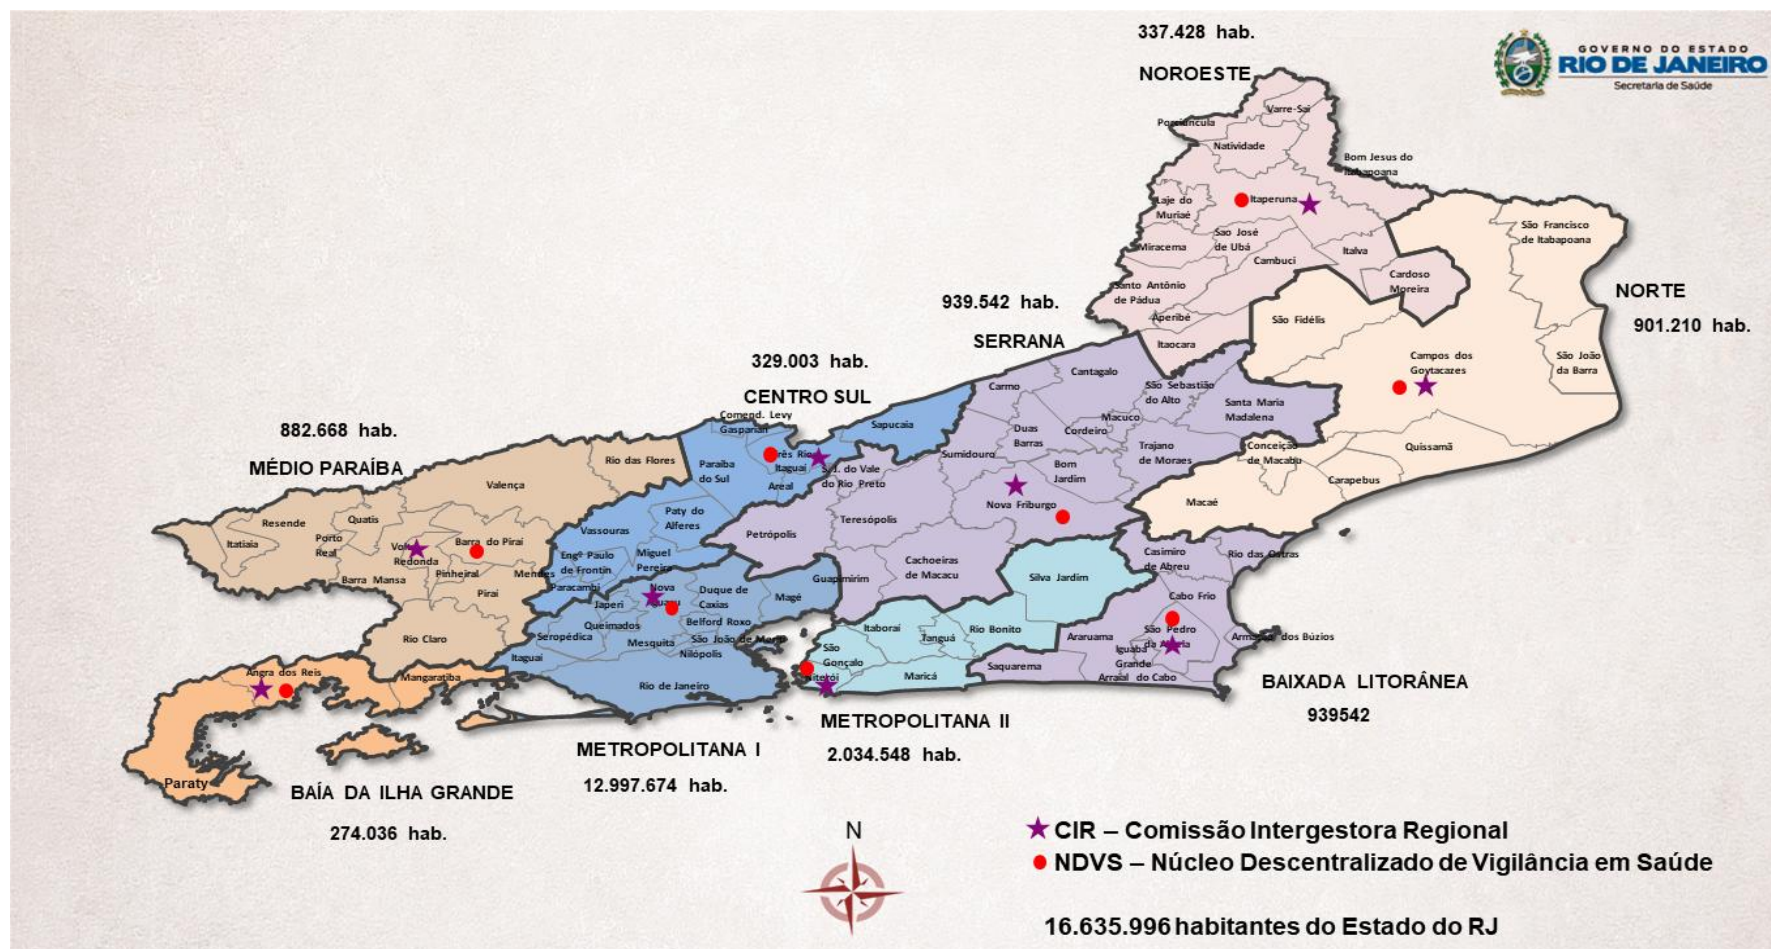 337.428 hab.
NOROESTE
GOVERNO DO ESTADO
RIO DE JANEIRO
Secretaria de Saúde
Varre-Sai
Porciúncula
Natividade
Bom Jesus do
Itabapoana
Laje do
Muriaé
Itaperuna
São Francisco
de Itabapoana
Sao José
de Ubá
Miracema
Italva
Cambuci
Cardoso
Moreira
Santo Antônio
de Pádua
Aperibé
Itaocara
NORTE
901.210 hab.
São Fidélis
Campos dos
Goytacazes
São João
da Barra
Quissamã
Conceição
de Macabu
Carapebus
Macaé
939.542 hab.
SERRANA
Cantagalo
Carmo
São Sebastião
do Alto
Santa Maria
Madalena
Macuco
Duas
Barras
Cordeiro
Trajano
de Moraes
Sumidouro
Bom
Jardim
Nova Friburgo
S. J. do Vale
do Rio Preto
Teresópolis
Petrópolis
Cachoeiras
de Macacu
Guapimirim
329.003 hab.
CENTRO SUL
Comend. Levy
Gasparian
Sapucaia
Três Rio
Itaguaí
Paraíba
do Sul
Areal
Paty do
Alferes
Vassouras
Miguel
Pereira
Engº Paulo
de Frontin
Mendes
Paracambi
882.668 hab.
MÉDIO PARAÍBA
Rio das Flores
Valença
Resende
Quatis
Itatiaia
Porto
Real
Volta
Redonda
Barra do Piraí
Pinheiral
Barra Mansa
Piraí
Rio Claro
Nova
Duque de
Caxias
Magé
Japeri
Queimados
Belford Roxo
Seropédica
Mesquita
São João de Meriti
Nilópolis
Itaguaí
Rio de Janeiro
Silva Jardim
Itaboraí
Tanguá
Rio Bonito
São
Gonçalo
Niterói
Maricá
Casimiro
de Abreu
Rio das Ostras
Cabo Frio
Araruama
São Pedro
da Aldeia
Armação dos Búzios
Iguaba
Grande
Saquarema
Arraial do Cabo
BAIXADA LITORÂNEA
939542
METROPOLITANA II
2.034.548 hab.
METROPOLITANA I
12.997.674 hab.
Angra dos Reis
Mangaratiba
Paraty
BAÍA DA ILHA GRANDE
274.036 hab.
N
CIR – Comissão Intergestora Regional
NDVS – Núcleo Descentralizado de Vigilância em Saúde
16.635.996 habitantes do Estado do RJ